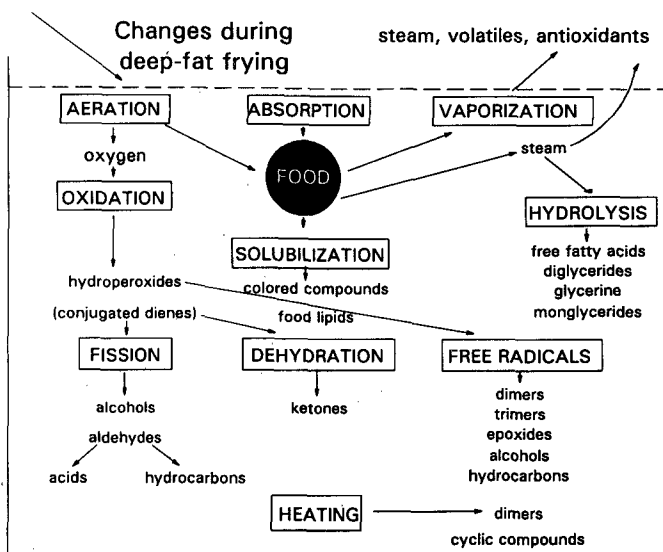 Changes during
deep-fat frying
steam, volatiles, antioxidants
AERATION
ABSORPTION
VAPORIZATION
oxygen
FOOD
steam
OXIDATION
HYDROLYSIS
SOLUBILIZATION
free fatty acids
diglycerides
glycerine
monglycerides
hydroperoxides
colored compounds
(conjugated dienes)
food lipids
FISSION
DEHYDRATION
FREE RADICALS
alcohols
ketones
dimers
trimers
epoxides
alcohols
hydrocarbons
aldehydes
acids
hydrocarbons
HEATING
dimers
cyclic compounds